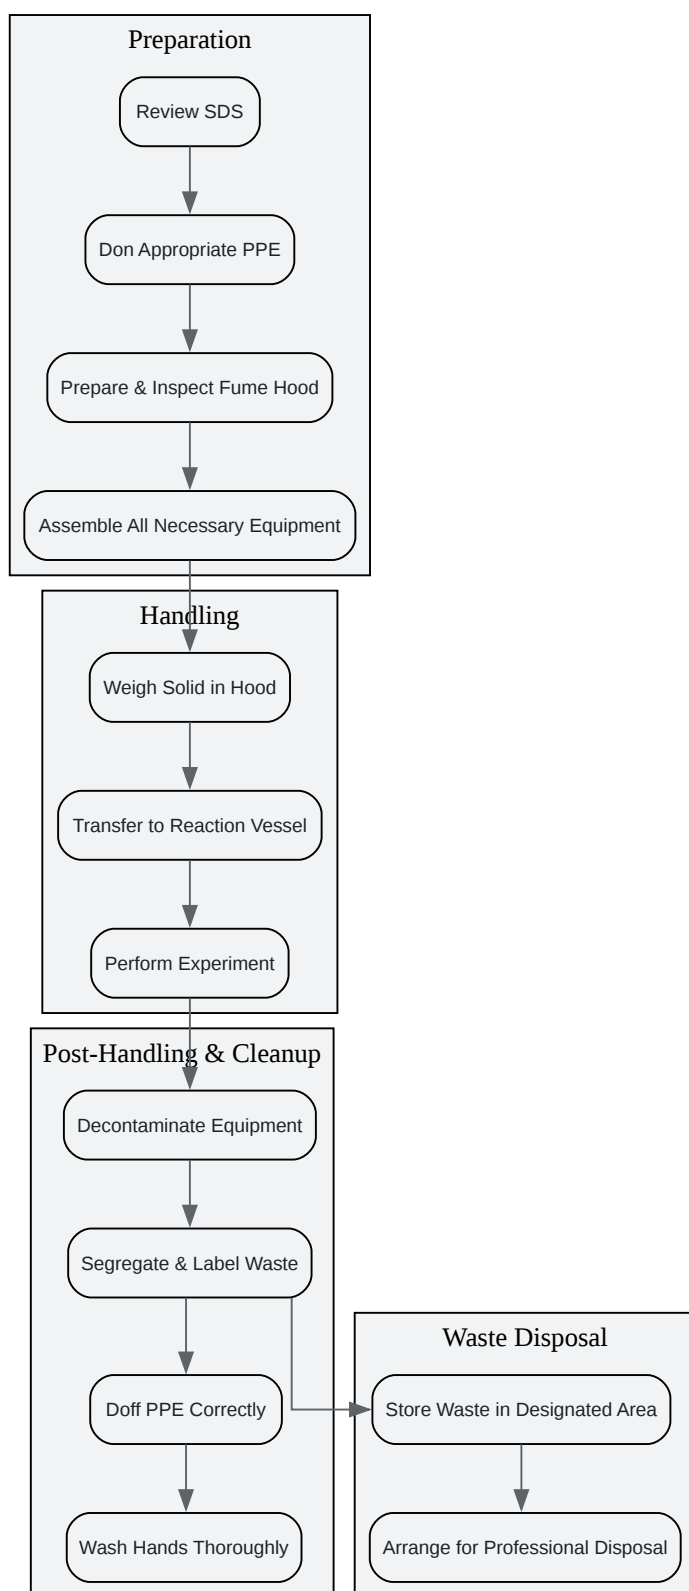 Preparation
Review SDS
Don Appropriate PPE
Prepare & Inspect Fume Hood
Assemble All Necessary Equipment
Handling
Weigh Solid in Hood
Transfer to Reaction Vessel
Perform Experiment
Post-Handling & Cleanup
Decontaminate Equipment
Segregate & Label Waste
Doff PPE Correctly
Wash Hands Thoroughly
Waste Disposal
Store Waste in Designated Area
Arrange for Professional Disposal